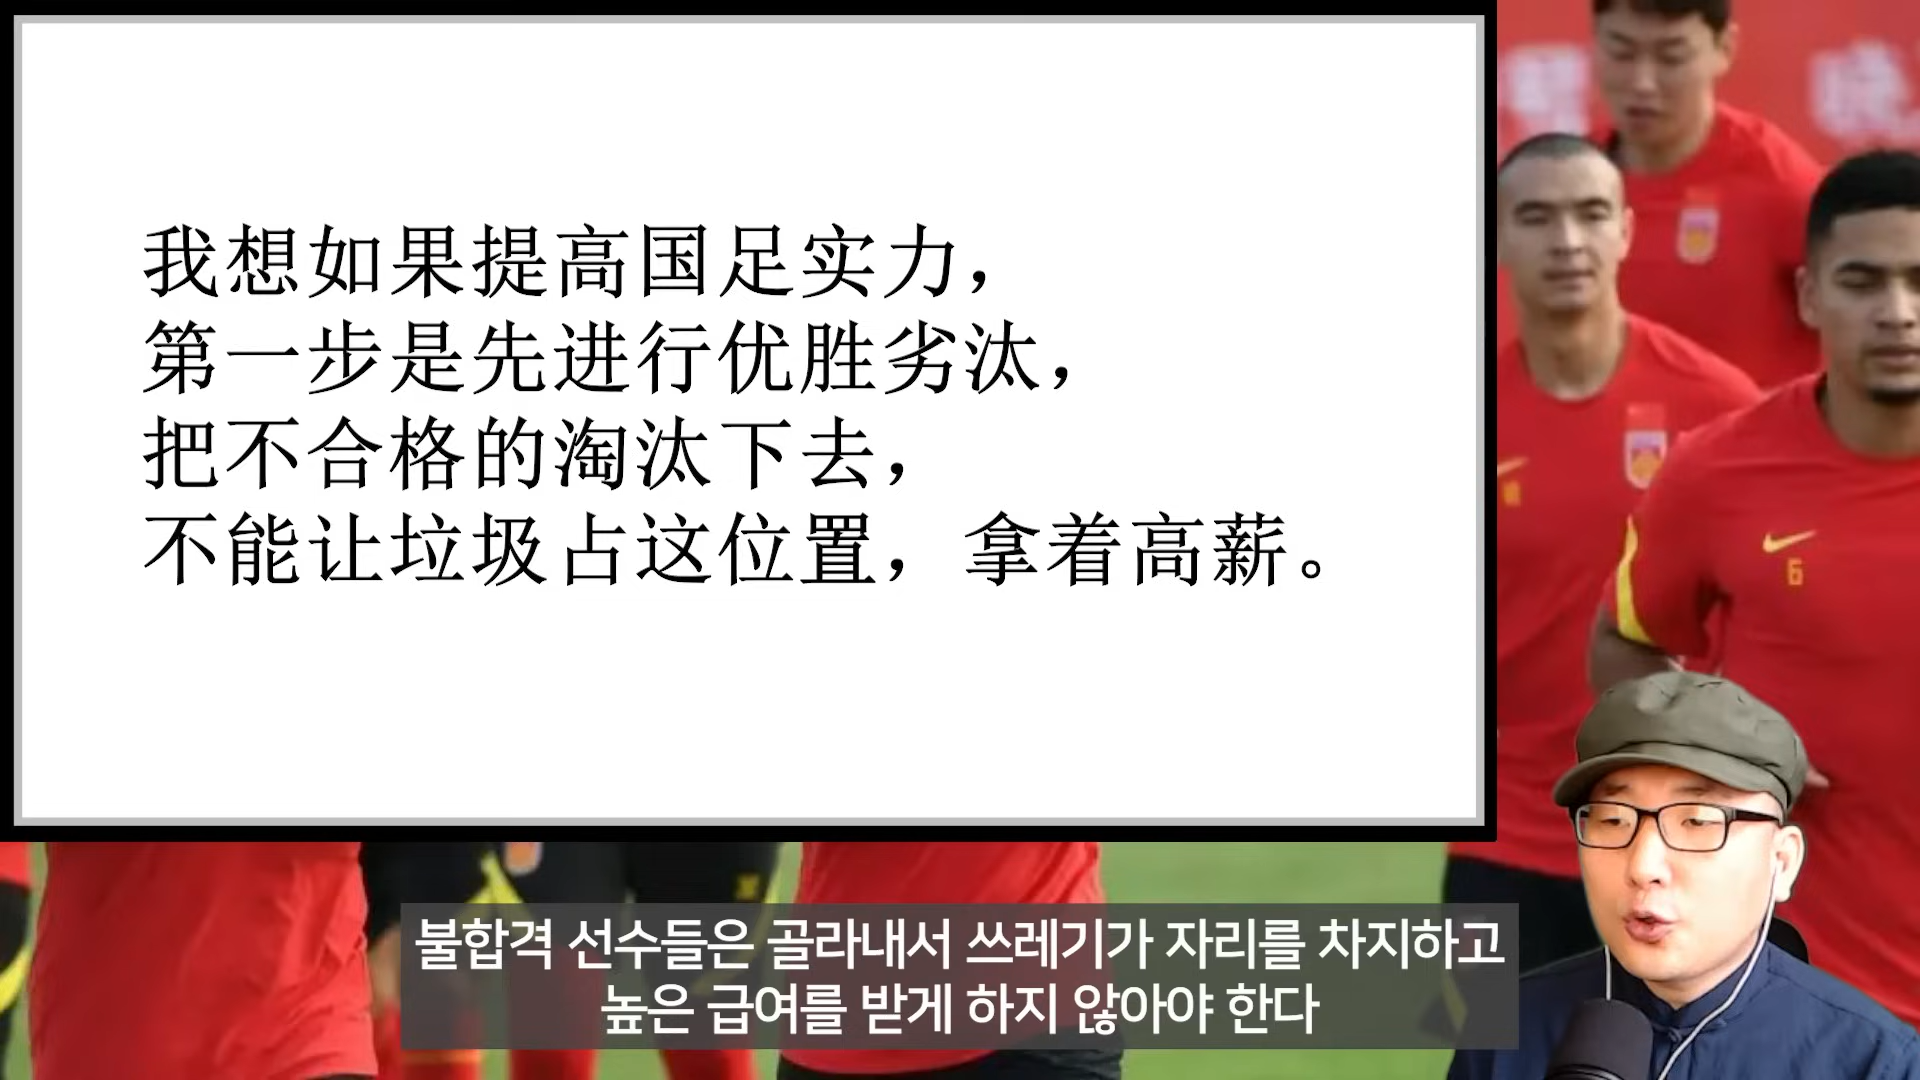 我想如果提高国足实力，
第一步是先进行优胜劣汰，
把不合格的淘汰下去，
不能让垃圾占这位置，拿着高薪。
6
불합격 선수들은 골라내서 쓰레기가 자리를 차지하고
높은 급여를 받게 하지 않아야 한다